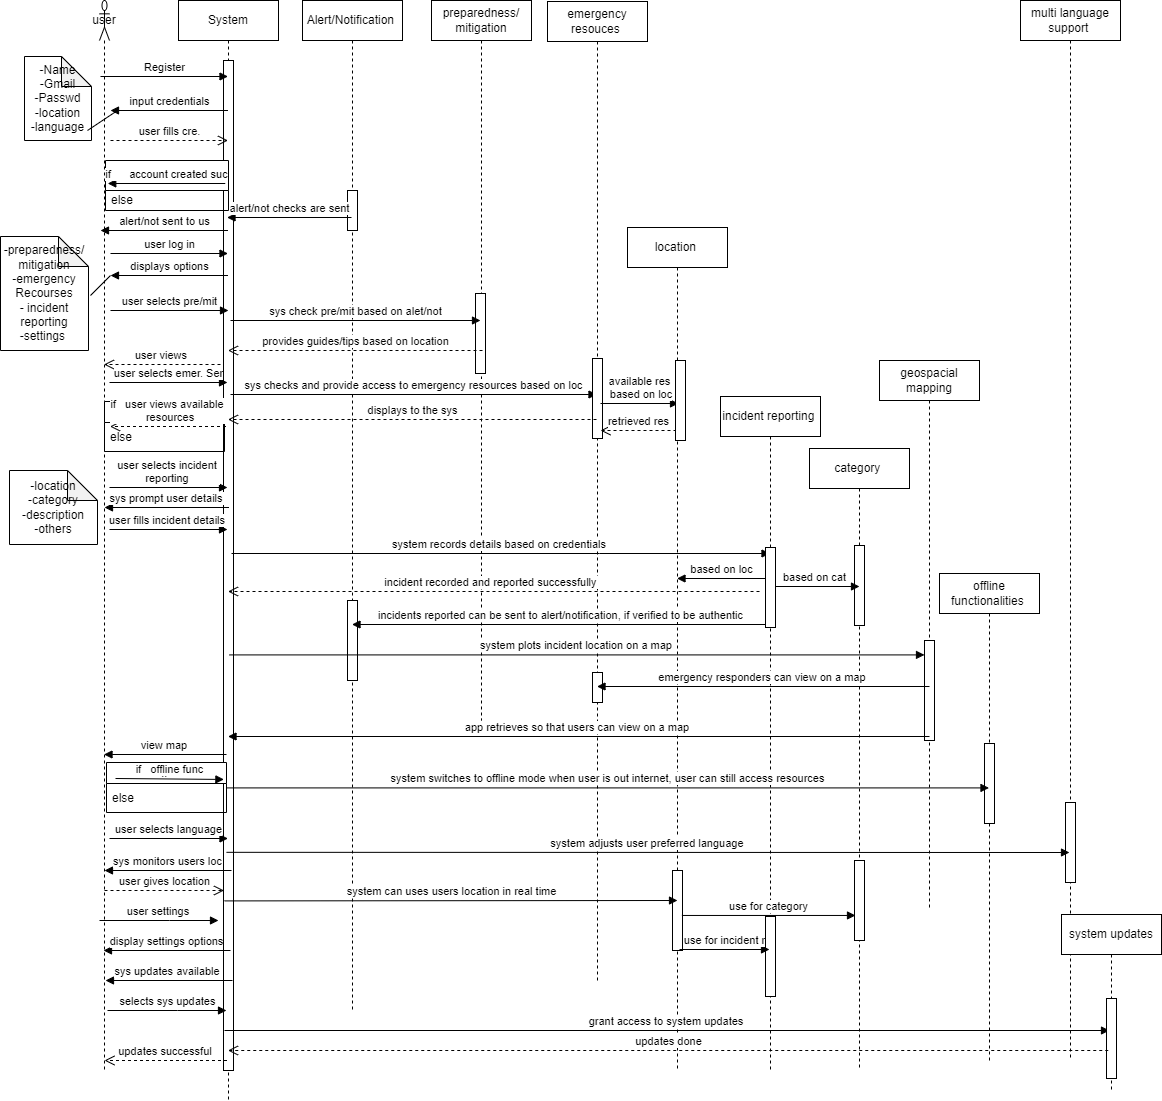 user
System
Alert/Notification
preparedness/
mitigation
emergency
resouces
multi language
support
-Name
-Gmail
-Passwd
-location
-language
Register
input credentials
user fills cre.
if
account created suc
else
alert/not checks are sent
alert/not sent to us
user log in
location
-preparedness/
mitigation
-emergency
Recourses
- incident
reporting
-settings
displays options
user selects pre/mit
sys check pre/mit based on alet/not
provides guides/tips based on location
user views
user selects emer. Ser
sys checks and provide access to emergency resources based on loc
available res
based on loc
geospacial
mapping
if
user views available
resources
displays to the sys
retrieved res
incident reporting
else
category
user selects incident
reporting
-location
-category
-description
-others
sys prompt user details
user fills incident details
system records details based on credentials
based on loc
based on cat
incident recorded and reported successfully
offline
functionalities
incidents reported can be sent to alert/notification, if verified to be authentic
system plots incident location on a map
emergency responders can view on a map
app retrieves so that users can view on a map
view map
if
offline func
system switches to offline mode when user is out internet, user can still access resources
else
user selects language
system adjusts user preferred language
sys monitors users loc
user gives location
system can uses users location in real time
use for category
user settings
system updates
display settings options
use for incident r
sys updates available
selects sys updates
grant access to system updates
updates done
updates successful